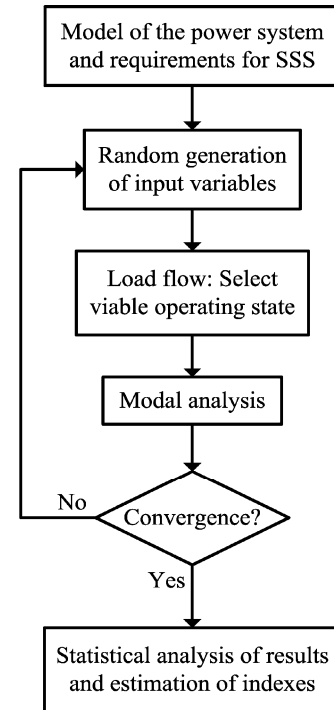 Model of the power system
and requirements for SSS
Random generation
of input variables
Load flow: Select
viable operating state
Modal analysis
Convergence?
No
Yes
Statistical analysis of results
and estimation of indexes